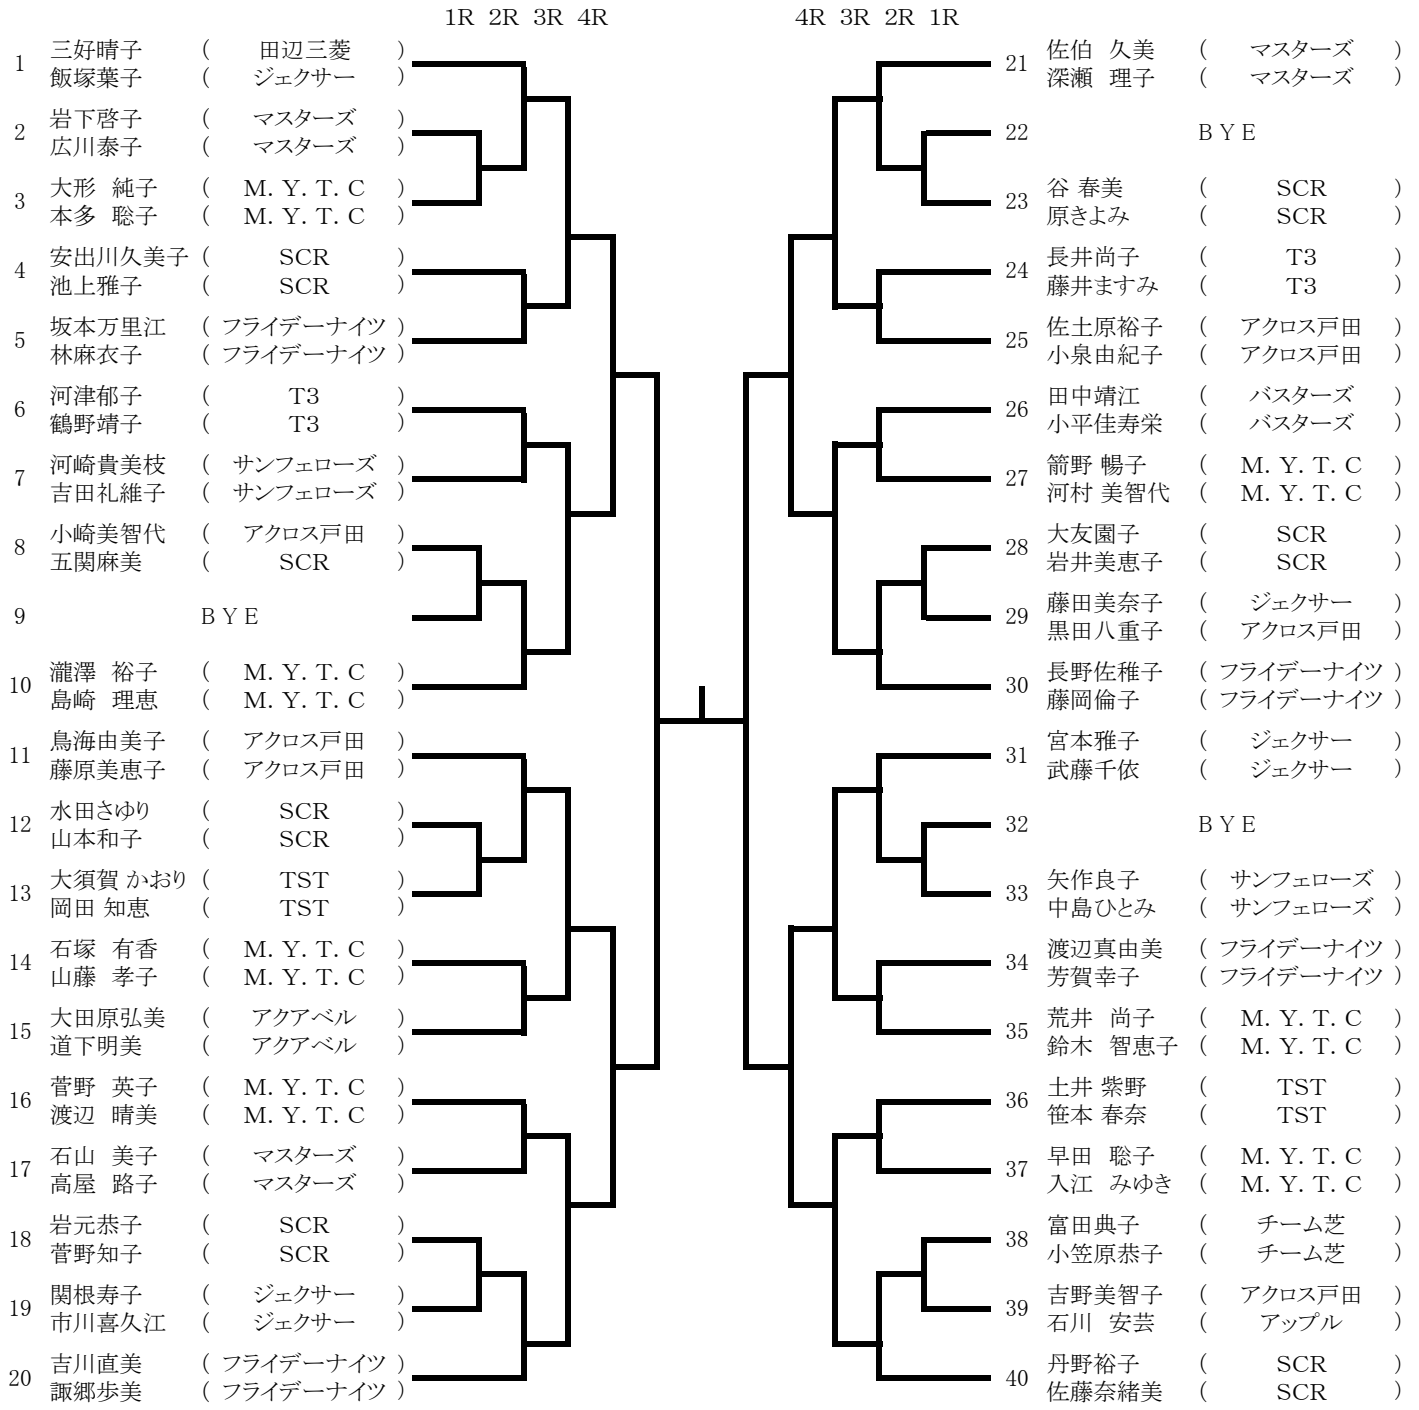 1R 2R 3R 4R
4R 3R 2R 1R
1
三好晴子 ( 田辺三菱 )
飯塚葉子 ( ジェクサー )
2
岩下啓子 ( マスターズ )
広川泰子 ( マスターズ )
3
大形 純子 ( M. Y. T. C )
本多 聡子 ( M. Y. T. C )
4
安出川久美子 ( SCR )
池上雅子 ( SCR )
5
坂本万里江 ( フライデーナイツ )
林麻衣子 ( フライデーナイツ )
6
河津郁子 ( T3 )
鶴野靖子 ( T3 )
7
河崎貴美枝 ( サンフェローズ )
吉田礼維子 ( サンフェローズ )
8
小崎美智代 ( アクロス戸田 )
五関麻美 ( SCR )
9
B Y E
10
瀧澤 裕子 ( M. Y. T. C )
島崎 理恵 ( M. Y. T. C )
11
鳥海由美子 ( アクロス戸田 )
藤原美恵子 ( アクロス戸田 )
12
水田さゆり ( SCR )
山本和子 ( SCR )
13
大須賀 かおり ( TST )
岡田 知恵 ( TST )
14
石塚 有香 ( M. Y. T. C )
山藤 孝子 ( M. Y. T. C )
15
大田原弘美 ( アクアベル )
道下明美 ( アクアベル )
16
菅野 英子 ( M. Y. T. C )
渡辺 晴美 ( M. Y. T. C )
17
石山 美子 ( マスターズ )
高屋 路子 ( マスターズ )
18
岩元恭子 ( SCR )
菅野知子 ( SCR )
19
関根寿子 ( ジェクサー )
市川喜久江 ( ジェクサー )
20
吉川直美 ( フライデーナイツ )
諏郷歩美 ( フライデーナイツ )
21
佐伯 久美 ( マスターズ )
深瀬 理子 ( マスターズ )
22
B Y E
23
谷 春美 ( SCR )
原きよみ ( SCR )
24
長井尚子 ( T3 )
藤井ますみ ( T3 )
25
佐土原裕子 ( アクロス戸田 )
小泉由紀子 ( アクロス戸田 )
26
田中靖江 ( バスターズ )
小平佳寿栄 ( バスターズ )
27
箭野 暢子 ( M. Y. T. C )
河村 美智代 ( M. Y. T. C )
28
大友園子 ( SCR )
岩井美恵子 ( SCR )
29
藤田美奈子 ( ジェクサー )
黒田八重子 ( アクロス戸田 )
30
長野佐稚子 ( フライデーナイツ )
藤岡倫子 ( フライデーナイツ )
31
宮本雅子 ( ジェクサー )
武藤千依 ( ジェクサー )
32
B Y E
33
矢作良子 ( サンフェローズ )
中島ひとみ ( サンフェローズ )
34
渡辺真由美 ( フライデーナイツ )
芳賀幸子 ( フライデーナイツ )
35
荒井 尚子 ( M. Y. T. C )
鈴木 智恵子 ( M. Y. T. C )
36
土井 紫野 ( TST )
笹本 春奈 ( TST )
37
早田 聡子 ( M. Y. T. C )
入江 みゆき ( M. Y. T. C )
38
富田典子 ( チーム芝 )
小笠原恭子 ( チーム芝 )
39
吉野美智子 ( アクロス戸田 )
石川 安芸 ( アップル )
40
丹野裕子 ( SCR )
佐藤奈緒美 ( SCR )